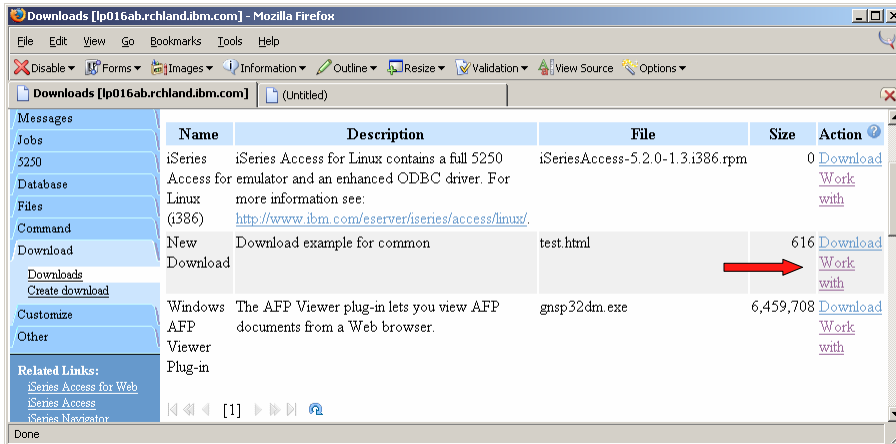 Downloads [lp016ab.rchland.ibm.com] - Mozilla Firefox
File Edit View Go Bookmarks Tools Help
Disable Forms Images Information Outline Resize Validation View Source Options
Downloads [lp016ab.rchland.ibm.com] (Untitled)
Messages
Jobs
5250
Database
Files
Command
Download
Downloads
Create download
Customize
Other
Related Links:
iSeries Access for Web
iSeries Access
iSeries Navigator
Name Description File Size Action ?
iSeries Access for Linux (i386)
iSeries Access for Linux contains a full 5250
emulator and an enhanced ODBC driver. For
more information see:
http://www.ibm.com/eserver/iseries/access/linux/.
iSeriesAccess-5.2.0-1.3.i386.rpm
0
Download
Work
with
New
Download
Download example for common
test.html
616
Download
Work
with
Windows
AFP
Viewer
Plug-in
The AFP Viewer plug-in lets you view AFP
documents from a Web browser.
gnsp32dm.exe
6,459,708
Download
Work
with
[1]
Done